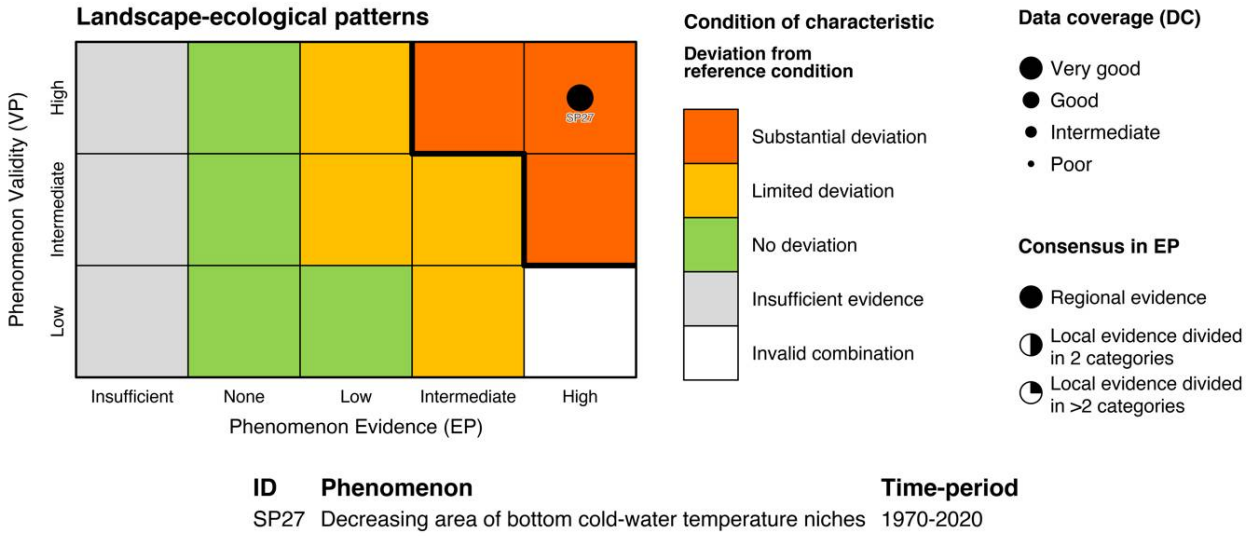 Landscape-ecological patterns
Phenomenon Validity (VP)
High
Intermediate
Low
SP27
Insufficient
None
Low
Intermediate
High
Phenomenon Evidence (EP)
Condition of characteristic
Deviation from
reference condition
Substantial deviation
Limited deviation
No deviation
Insufficient evidence
Invalid combination
Data coverage (DC)
Very good
Good
Intermediate
Poor
Consensus in EP
Regional evidence
Local evidence divided
in 2 categories
Local evidence divided
in >2 categories
ID Phenomenon Time-period
SP27 Decreasing area of bottom cold-water temperature niches 1970-2020